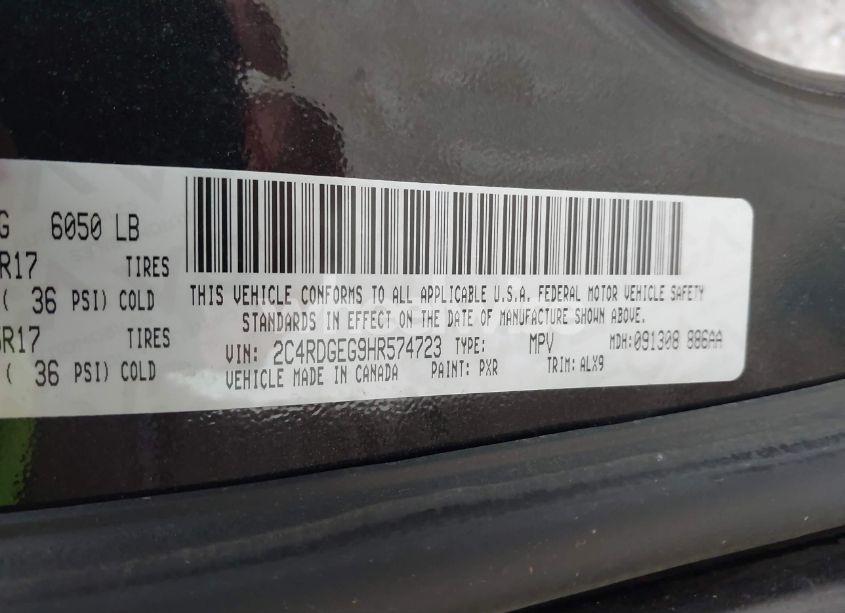 G 6050 LB
R17 TIRES
( 36 PSI) COLD
R17 TIRES
( 36 PSI) COLD
THIS VEHICLE CONFORMS TO ALL APPLICABLE U.S.A. FEDERAL MOTOR VEHICLE SAFETY
STANDARDS IN EFFECT ON THE DATE OF MANUFACTURE SHOWN ABOVE.
VIN: 2C4RDGEG9HR574723 TYPE: MPV MDH: 091308 886AA
VEHICLE MADE IN CANADA PAINT: PXR TRIM: ALX9